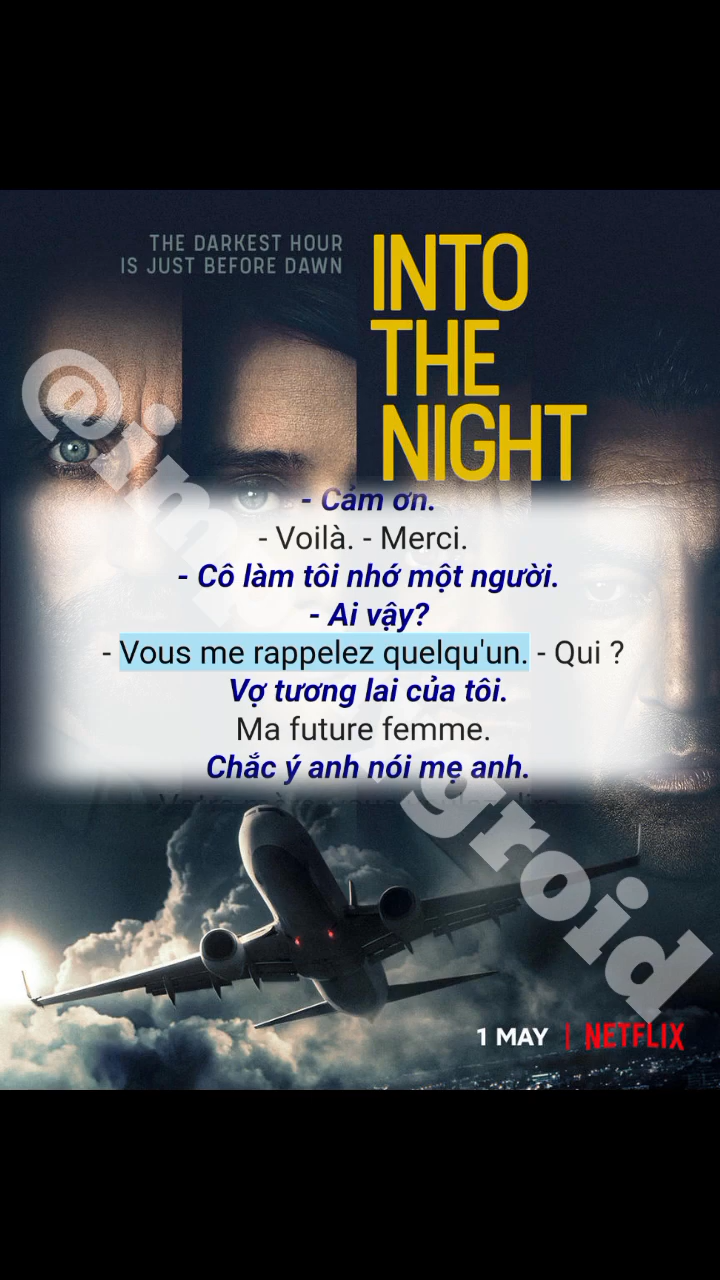 THE DARKEST HOUR
IS JUST BEFORE DAWN
INTO
THE
NIGHT
- Cảm ơn.
- Voilà. - Merci.
- Cô làm tôi nhớ một người.
- Ai vậy?
- Vous me rappelez quelqu'un. - Qui ?
Vợ tương lai của tôi.
Ma future femme.
Chắc ý anh nói mẹ anh.
1 MAY | NETFLIX